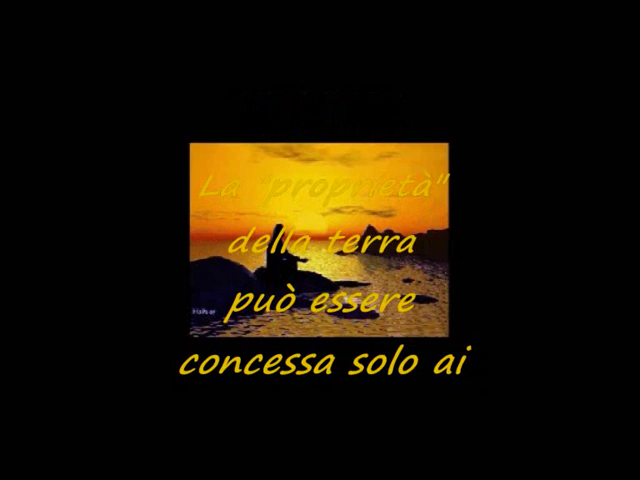 La "proprietà"
della terra
può essere
concessa solo ai